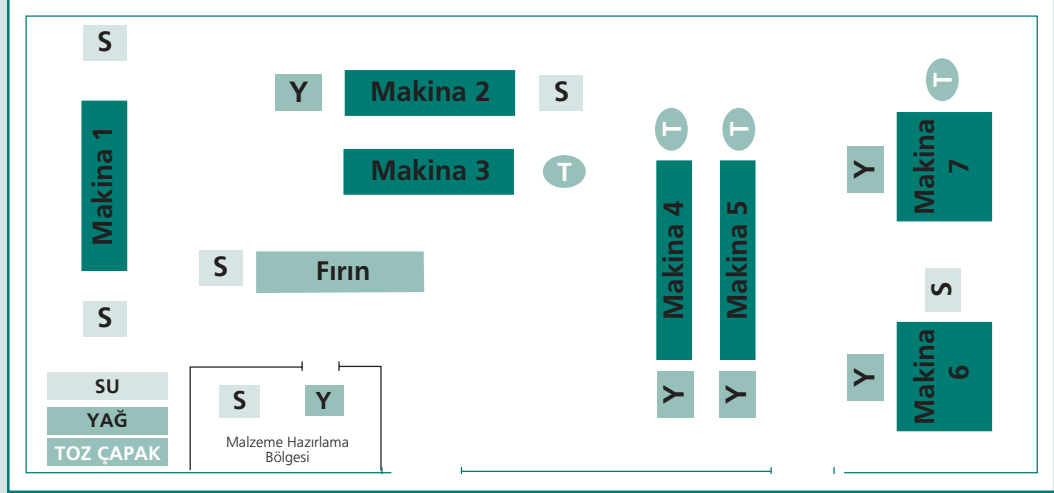 S
Makina 1
S
Y
Makina 2
S
Makina 3
T
S
Fırın
T
Makina 4
Y
T
Makina 5
Y
T
Y
Makina
7
S
Y
Makina
6
SU
YAĞ
TOZ ÇAPAK
S
Y
Malzeme Hazırlama
Bölgesi